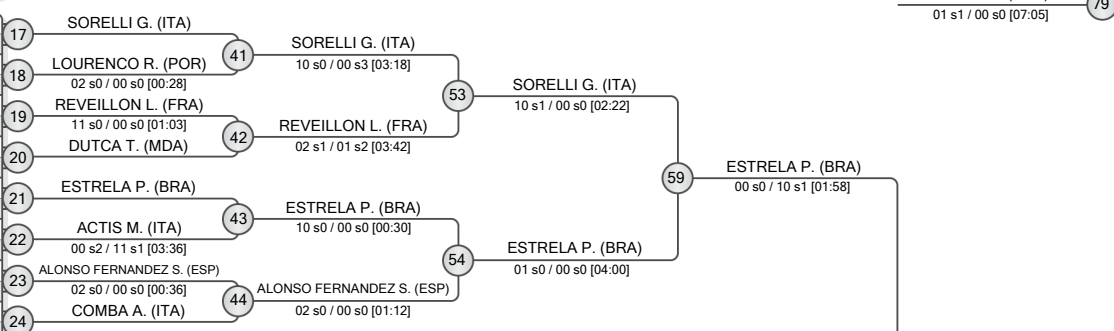 79
01 s1 / 00 s0 [07:05]
17
SORELLI G. (ITA)
41
SORELLI G. (ITA)
10 s0 / 00 s3 [03:18]
18
LOURENCO R. (POR)
02 s0 / 00 s0 [00:28]
53
SORELLI G. (ITA)
10 s1 / 00 s0 [02:22]
19
REVEILLON L. (FRA)
11 s0 / 00 s0 [01:03]
42
REVEILLON L. (FRA)
02 s1 / 01 s2 [03:42]
20
DUTCA T. (MDA)
59
ESTRELA P. (BRA)
00 s0 / 10 s1 [01:58]
21
ESTRELA P. (BRA)
43
ESTRELA P. (BRA)
10 s0 / 00 s0 [00:30]
22
ACTIS M. (ITA)
00 s2 / 11 s1 [03:36]
54
ESTRELA P. (BRA)
01 s0 / 00 s0 [04:00]
23
ALONSO FERNANDEZ S. (ESP)
02 s0 / 00 s0 [00:36]
44
ALONSO FERNANDEZ S. (ESP)
02 s0 / 00 s0 [01:12]
24
COMBA A. (ITA)